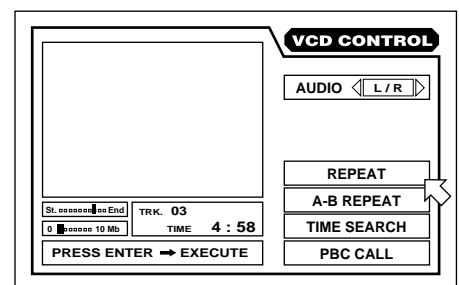 VCD CONTROL
AUDIO L / R
REPEAT
A-B REPEAT
TIME SEARCH
PBC CALL
St. End
0 10 Mb
TRK. 03
TIME 4 : 58
PRESS ENTER ➞ EXECUTE